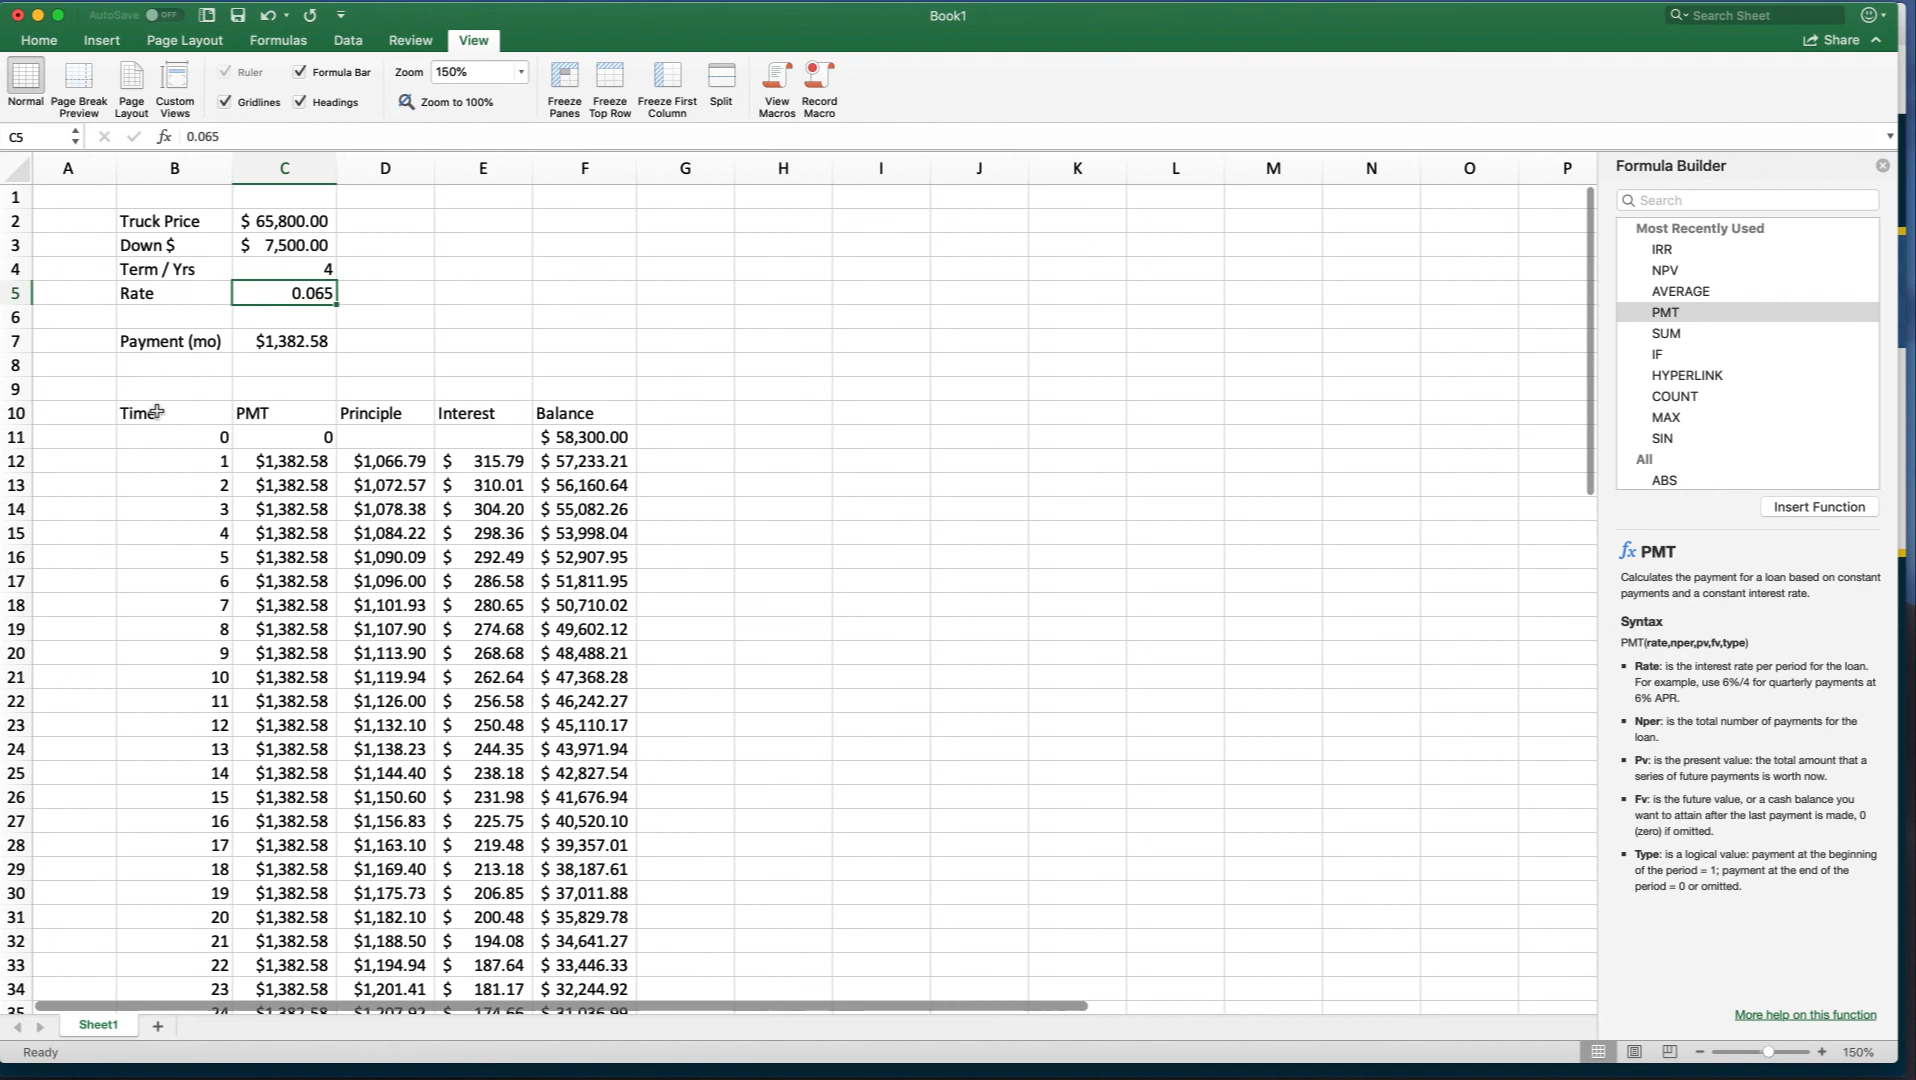 AutoSave OFF Book1 Search Sheet
Home Insert Page Layout Formulas Data Review View Share
Ruler Formula Bar Zoom 150%
Gridlines Headings Zoom to 100%
Normal Page Break Preview Page Layout Custom Views Freeze Panes Freeze Top Row Freeze First Column Split View Macros Record Macro
C5 fx 0.065
A B C D E F G H I J K L M N O P
1
2 Truck Price $ 65,800.00
3 Down $ $ 7,500.00
4 Term / Yrs 4
5 Rate 0.065
6
7 Payment (mo) $1,382.58
8
9
10 Time PMT Principle Interest Balance
11 0 0 $ 58,300.00
12 1 $1,382.58 $1,066.79 $ 315.79 $ 57,233.21
13 2 $1,382.58 $1,072.57 $ 310.01 $ 56,160.64
14 3 $1,382.58 $1,078.38 $ 304.20 $ 55,082.26
15 4 $1,382.58 $1,084.22 $ 298.36 $ 53,998.04
16 5 $1,382.58 $1,090.09 $ 292.49 $ 52,907.95
17 6 $1,382.58 $1,096.00 $ 286.58 $ 51,811.95
18 7 $1,382.58 $1,101.93 $ 280.65 $ 50,710.02
19 8 $1,382.58 $1,107.90 $ 274.68 $ 49,602.12
20 9 $1,382.58 $1,113.90 $ 268.68 $ 48,488.21
21 10 $1,382.58 $1,119.94 $ 262.64 $ 47,368.28
22 11 $1,382.58 $1,126.00 $ 256.58 $ 46,242.27
23 12 $1,382.58 $1,132.10 $ 250.48 $ 45,110.17
24 13 $1,382.58 $1,138.23 $ 244.35 $ 43,971.94
25 14 $1,382.58 $1,144.40 $ 238.18 $ 42,827.54
26 15 $1,382.58 $1,150.60 $ 231.98 $ 41,676.94
27 16 $1,382.58 $1,156.83 $ 225.75 $ 40,520.10
28 17 $1,382.58 $1,163.10 $ 219.48 $ 39,357.01
29 18 $1,382.58 $1,169.40 $ 213.18 $ 38,187.61
30 19 $1,382.58 $1,175.73 $ 206.85 $ 37,011.88
31 20 $1,382.58 $1,182.10 $ 200.48 $ 35,829.78
32 21 $1,382.58 $1,188.50 $ 194.08 $ 34,641.27
33 22 $1,382.58 $1,194.94 $ 187.64 $ 33,446.33
34 23 $1,382.58 $1,201.41 $ 181.17 $ 32,244.92
35 24 $1,382.58 $1,207.92 $ 174.66 $ 31,036.99
Sheet1
Ready
150%
Formula Builder
Search
Most Recently Used
IRR
NPV
AVERAGE
PMT
SUM
IF
HYPERLINK
COUNT
MAX
SIN
All
ABS
Insert Function
fx PMT
Calculates the payment for a loan based on constant
payments and a constant interest rate.
Syntax
PMT(rate,nper,pv,fv,type)
▪ Rate: is the interest rate per period for the loan.
For example, use 6%/4 for quarterly payments at
6% APR.
▪ Nper: is the total number of payments for the
loan.
▪ Pv: is the present value: the total amount that a
series of future payments is worth now.
▪ Fv: is the future value, or a cash balance you
want to attain after the last payment is made, 0
(zero) if omitted.
▪ Type: is a logical value: payment at the beginning
of the period = 1; payment at the end of the
period = 0 or omitted.
More help on this function